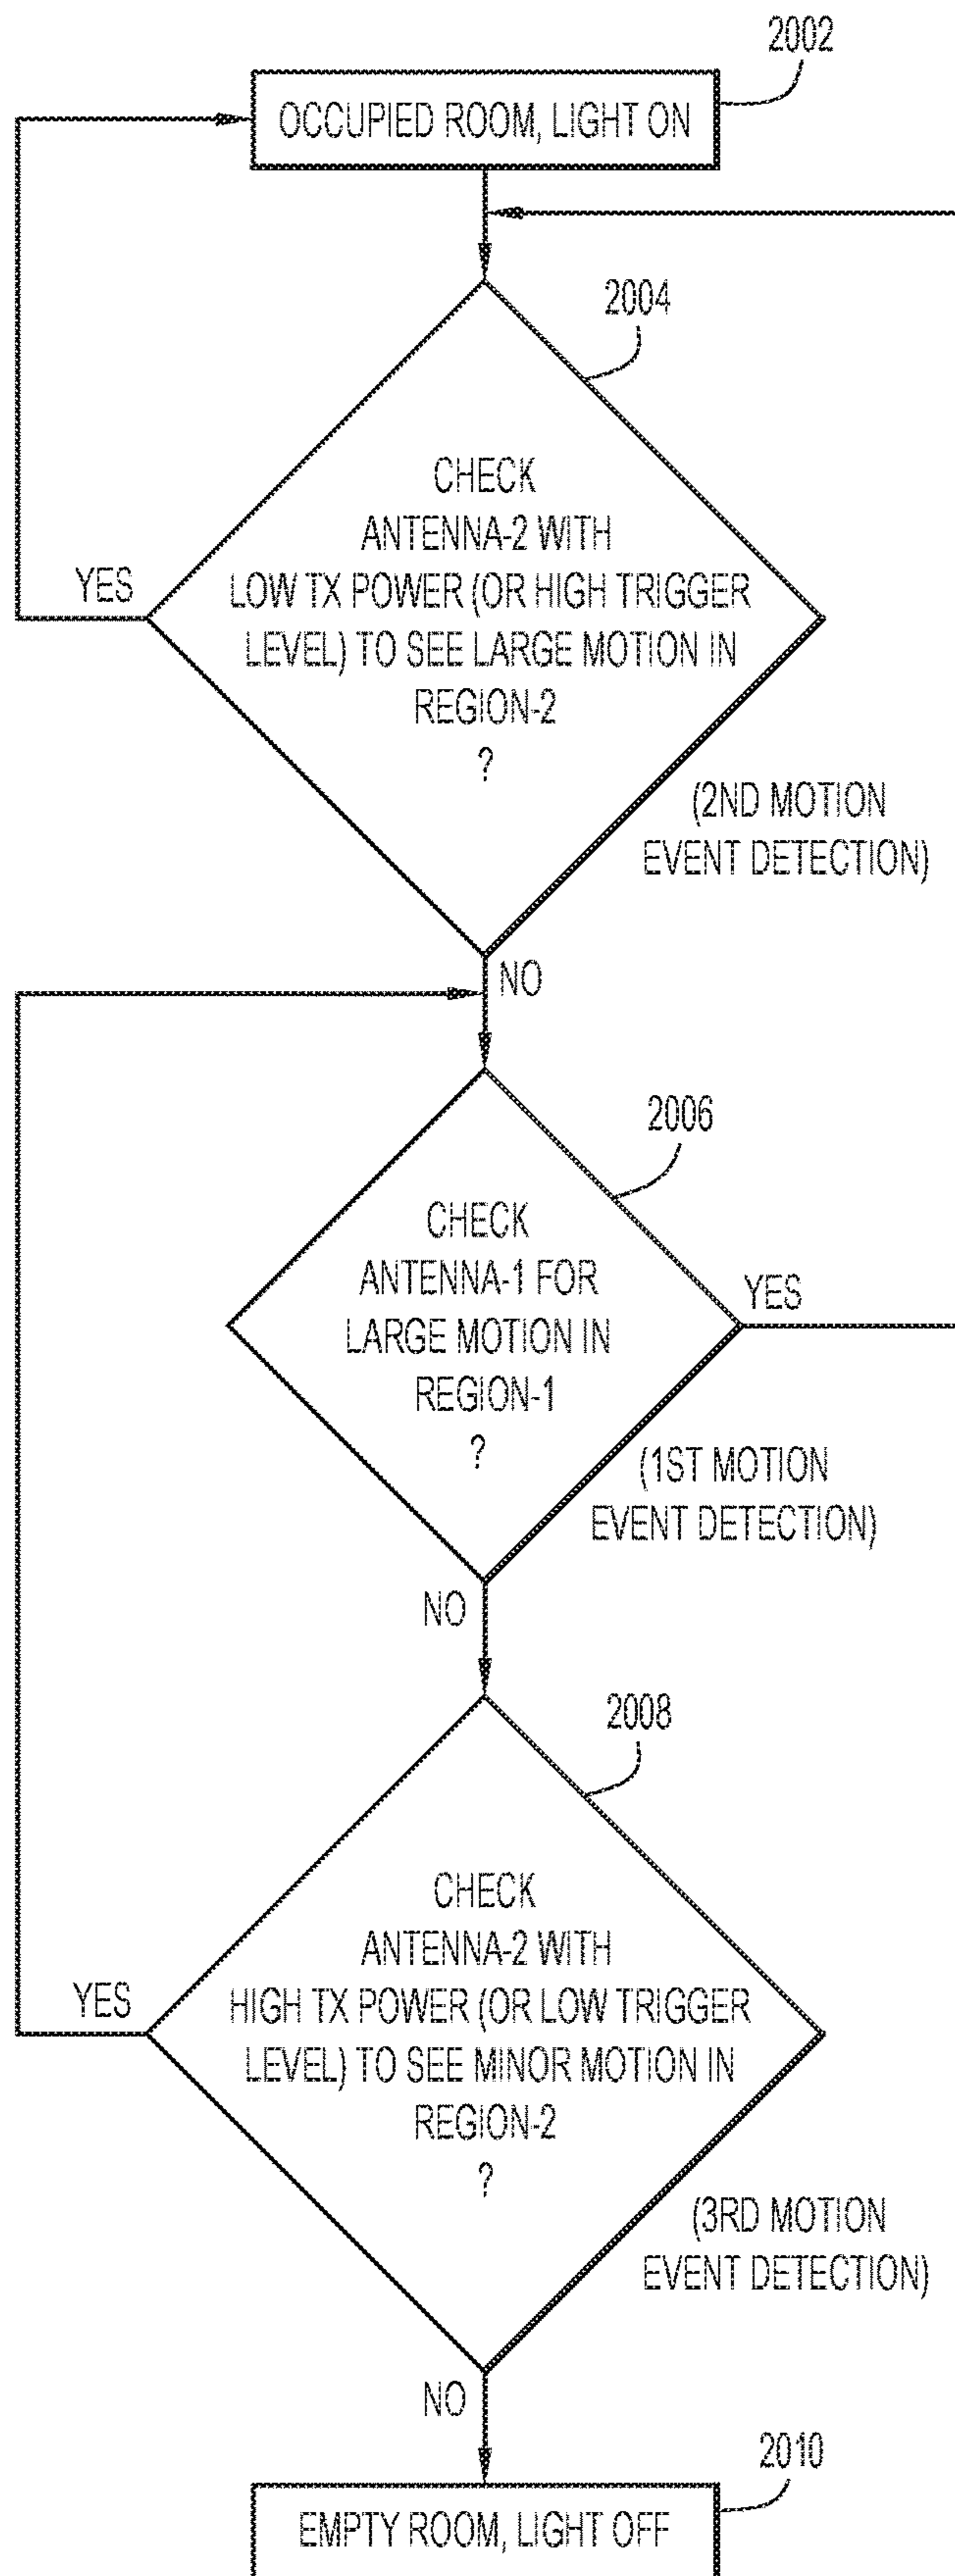 2002
OCCUPIED ROOM, LIGHT ON
2004
CHECK
ANTENNA-2 WITH
LOW TX POWER (OR HIGH TRIGGER
LEVEL) TO SEE LARGE MOTION IN
REGION-2
?
YES
(2ND MOTION
EVENT DETECTION)
NO
2006
CHECK
ANTENNA-1 FOR
LARGE MOTION IN
REGION-1
?
YES
(1ST MOTION
EVENT DETECTION)
NO
2008
CHECK
ANTENNA-2 WITH
HIGH TX POWER (OR LOW TRIGGER
LEVEL) TO SEE MINOR MOTION IN
REGION-2
?
YES
(3RD MOTION
EVENT DETECTION)
NO
2010
EMPTY ROOM, LIGHT OFF